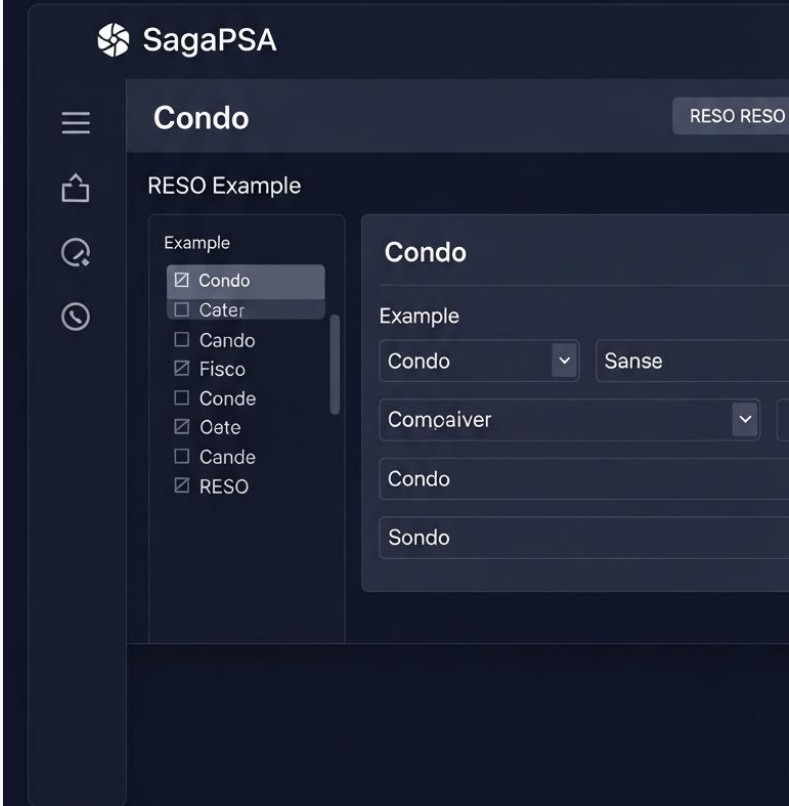 SagaPSA
Condo
RESO RESO
RESO Example
Example
Condo
Cater
Cando
Fisco
Conde
Oate
Cande
RESO
Condo
Example
Condo
Sanse
Compaiver
Condo
Sondo